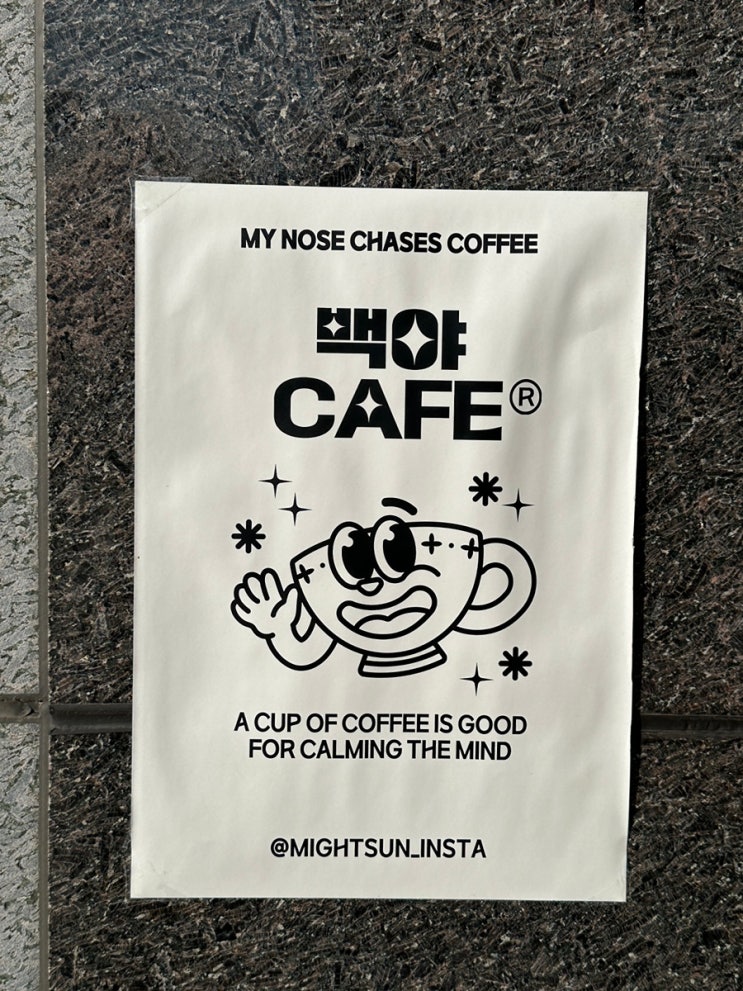 MY NOSE CHASES COFFEE
백야
CAFE®
A CUP OF COFFEE IS GOOD
FOR CALMING THE MIND
@MIGHTSUN_INSTA